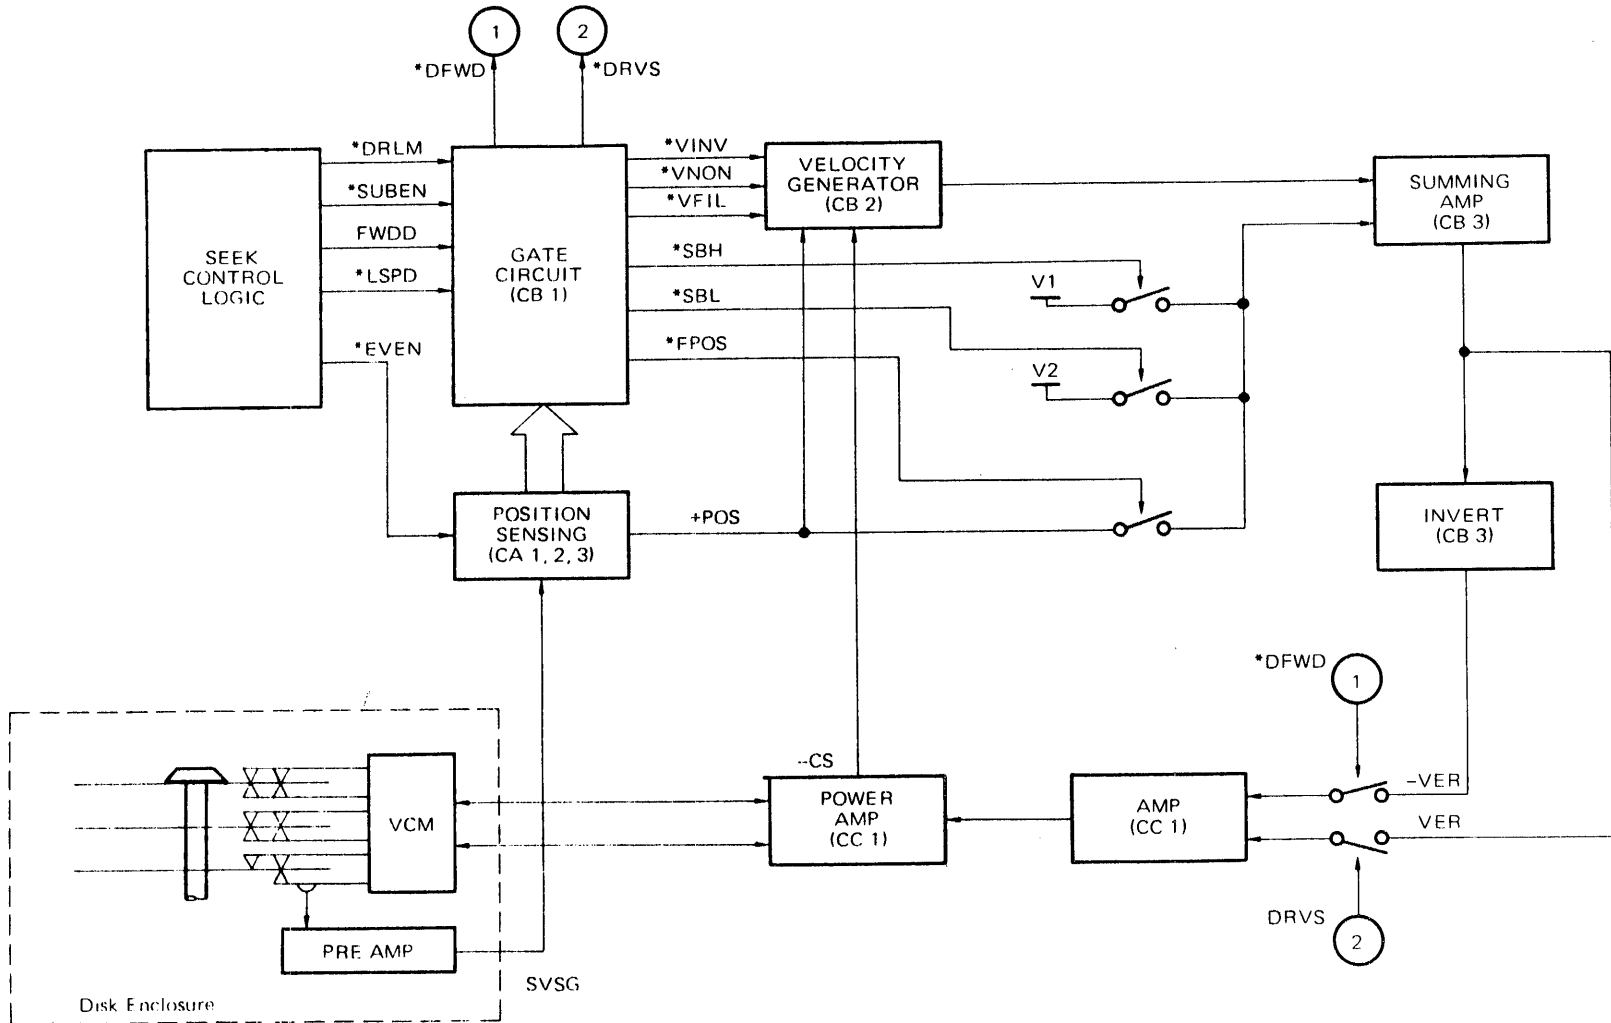 1
2
*DFWD
*DRVS
SEEK
CONTROL
LOGIC
*DRLM
*SUBEN
FWDD
*LSPD
*EVEN
GATE
CIRCUIT
(CB 1)
*VINV
*VNON
*VFIL
*SBH
*SBL
*FPOS
VELOCITY
GENERATOR
(CB 2)
SUMMING
AMP
(CB 3)
V1
V2
POSITION
SENSING
(CA 1, 2, 3)
+POS
INVERT
(CB 3)
*DFWD
1
-VER
VER
DRVS
2
AMP
(CC 1)
--CS
POWER
AMP
(CC 1)
VCM
PRE AMP
SVSG
Disk Enclosure